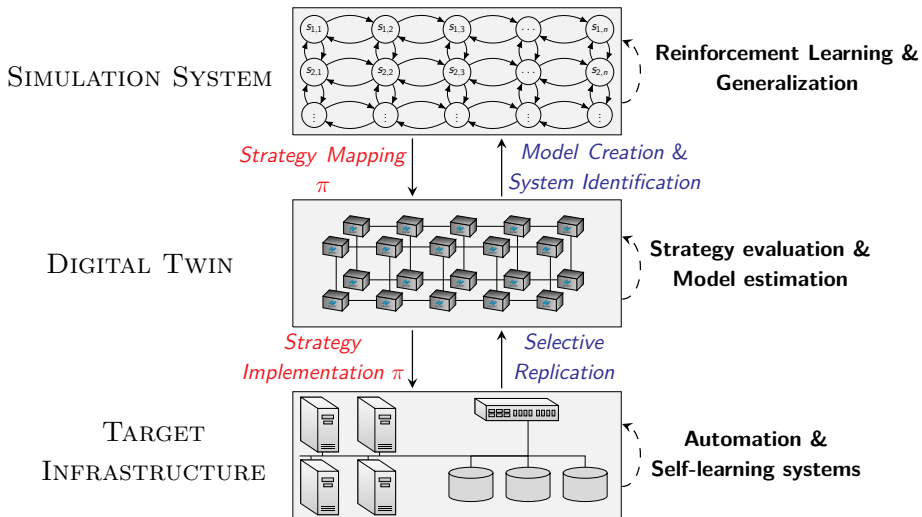 s1,1 s1,2 s1,3 ... s1,n
SIMULATION SYSTEM
s2,1 s2,2 s2,3 ... s2,n
⋮ ⋮ ⋮ ⋮ ⋮
Reinforcement Learning &
Generalization
Strategy Mapping
π
Model Creation &
System Identification
DIGITAL TWIN
Strategy evaluation &
Model estimation
Strategy
Implementation π
Selective
Replication
TARGET
INFRASTRUCTURE
Automation &
Self-learning systems